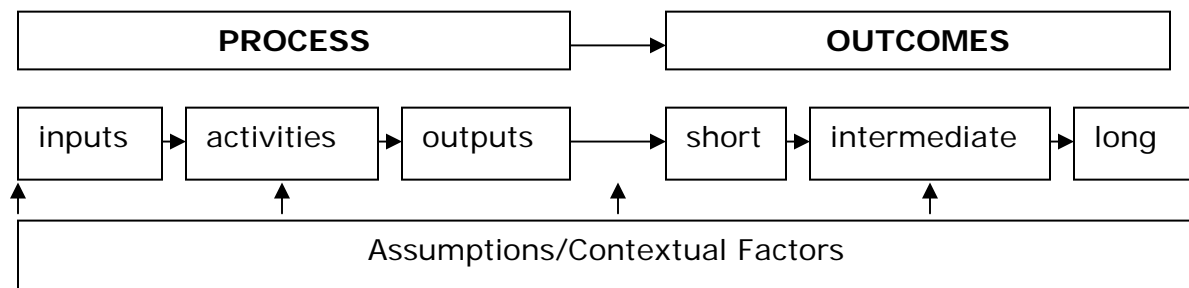 PROCESS OUTCOMES
inputs activities outputs short intermediate long
Assumptions/Contextual Factors